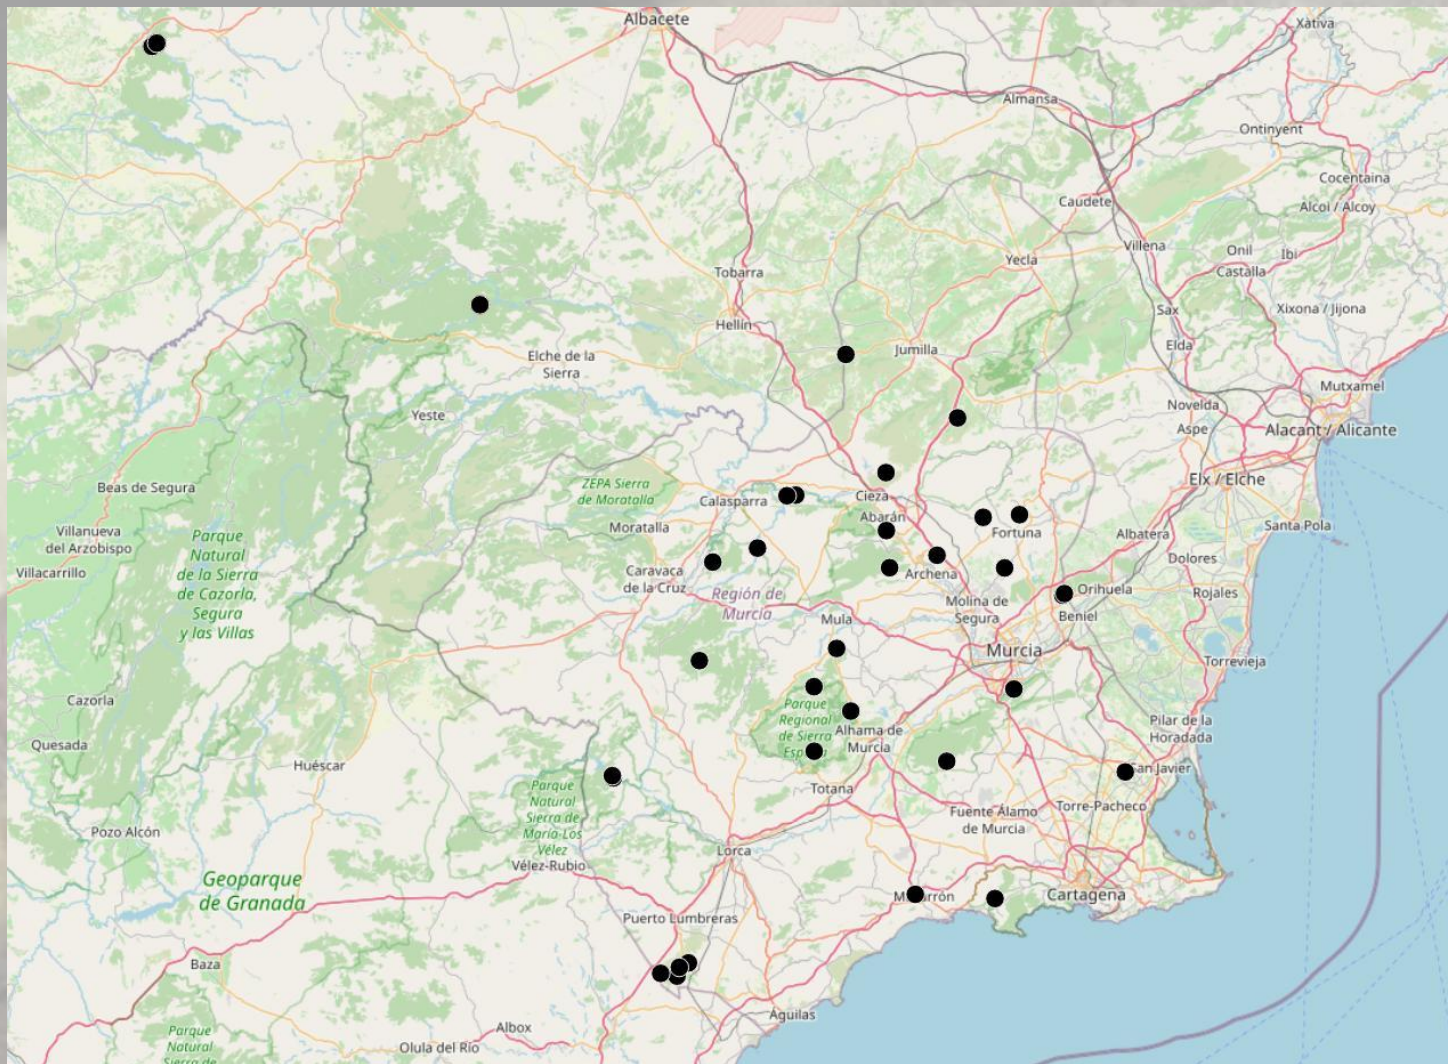 Albacete
Xàtiva
Almansa
Ontinyent
Cocentaina
Caudete
Alcoi / Alcoy
Villena
Onil
Ibi
Yecla
Castalla
Tobarra
Sax
Xixona / Jijona
Hellín
Elda
Elche de la
Sierra
Jumilla
Mutxamel
Yeste
Novelda
Aspe
Alacant / Alicante
Beas de Segura
ZEPA Sierra
de Moratalla
Calasparra
Cieza
Elx / Elche
Villanueva
del Arzobispo
Moratalla
Abarán
Fortuna
Albatera
Santa Pola
Parque
Natural
de la Sierra
de Cazorla,
Segura
y las Villas
Villacarrillo
Caravaca
de la Cruz
Archena
Dolores
Región de
Murcia
Molina de
Segura
Orihuela
Beniel
Rojales
Mula
Murcia
Torrevieja
Cazorla
Parque
Regional
de Sierra
Quesada
Huéscar
Alhama de
Murcia
Pilar de la
Horadada
San Javier
Parque
Natural
Sierra de
María-Los
Vélez
Totana
Fuente Álamo
de Murcia
Torre-Pacheco
Pozo Alcón
Vélez-Rubio
Lorca
Geoparque
de Granada
Cartagena
Puerto Lumbreras
Baza
Águilas
Albox
Olula del Río
Parque
Natural
Sierra de